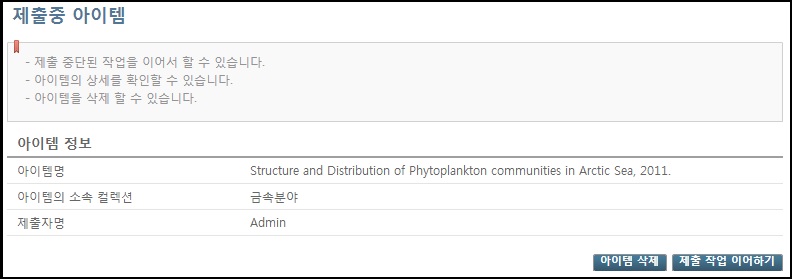 제출중 아이템
- 제출 중단된 작업을 이어서 할 수 있습니다.
- 아이템의 상세를 확인할 수 있습니다.
- 아이템을 삭제 할 수 있습니다.
아이템 정보
아이템명 Structure and Distribution of Phytoplankton communities in Arctic Sea, 2011.
아이템의 소속 컬렉션 금속분야
제출자명 Admin
아이템 삭제 제출 작업 이어하기